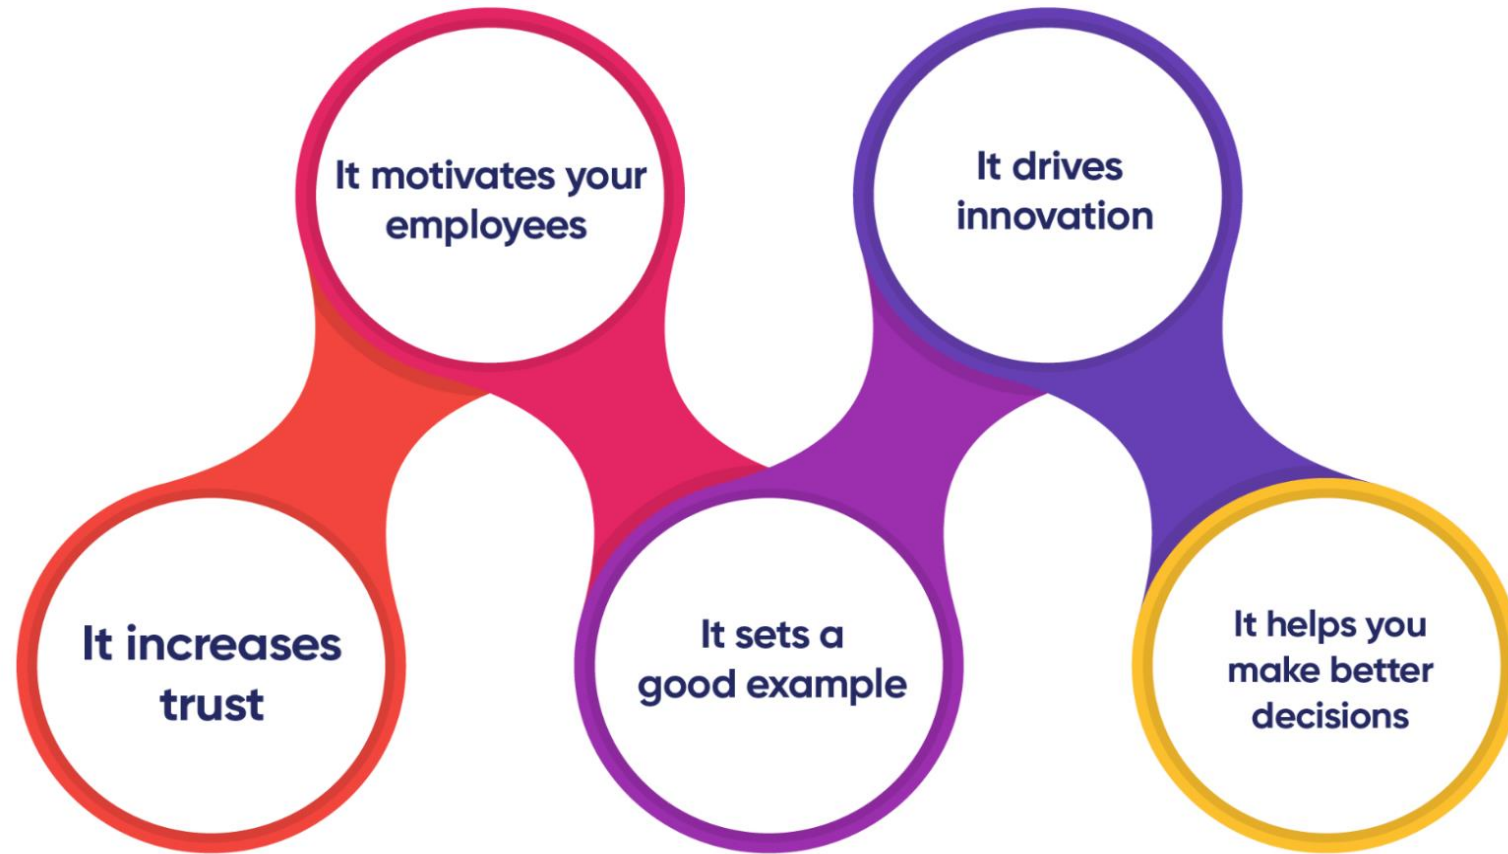 It increases
trust
It motivates your
employees
It sets a
good example
It drives
innovation
It helps you
make better
decisions